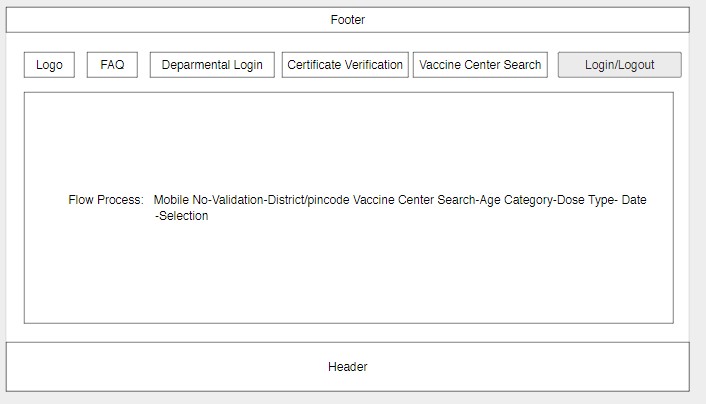 Footer
Logo
FAQ
Deparmental Login
Certificate Verification
Vaccine Center Search
Login/Logout
Flow Process: Mobile No-Validation-District/pincode Vaccine Center Search-Age Category-Dose Type- Date
-Selection
Header